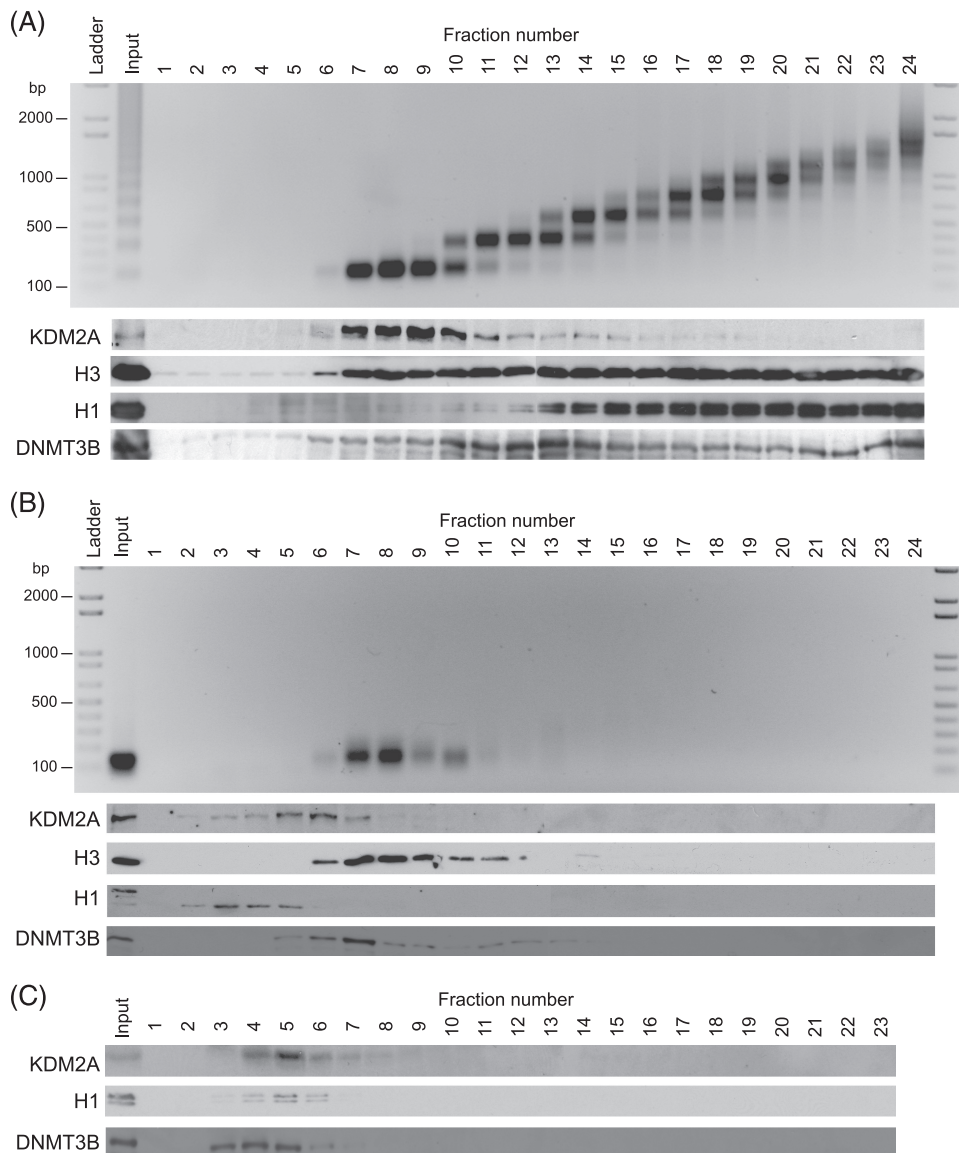 (A)
Fraction number
Ladder Input 1 2 3 4 5 6 7 8 9 10 11 12 13 14 15 16 17 18 19 20 21 22 23 24
bp
2000
1000
500
100
KDM2A
H3
H1
DNMT3B
(B)
Fraction number
Ladder Input 1 2 3 4 5 6 7 8 9 10 11 12 13 14 15 16 17 18 19 20 21 22 23 24
bp
2000
1000
500
100
KDM2A
H3
H1
DNMT3B
(C)
Fraction number
Input 1 2 3 4 5 6 7 8 9 10 11 12 13 14 15 16 17 18 19 20 21 22 23
KDM2A
H1
DNMT3B